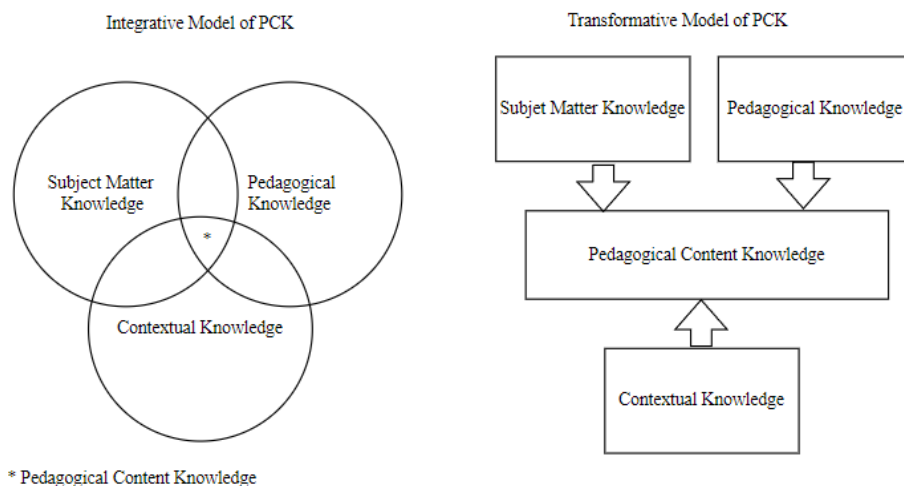 Integrative Model of PCK
Subject Matter
Knowledge
Pedagogical
Knowledge
*
Contextual Knowledge
* Pedagogical Content Knowledge
Transformative Model of PCK
Subjet Matter Knowledge
Pedagogical Knowledge
Pedagogical Content Knowledge
Contextual Knowledge